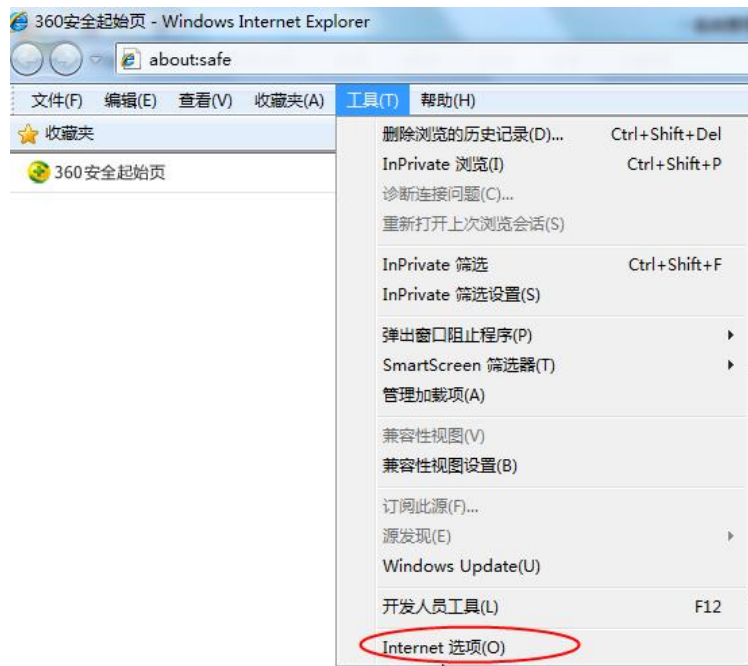 360安全起始页 - Windows Internet Explorer
about:safe
文件(F) 编辑(E) 查看(V) 收藏夹(A) 工具(T) 帮助(H)
收藏夹
360安全起始页
删除浏览的历史记录(D)... Ctrl+Shift+Del
InPrivate 浏览(I) Ctrl+Shift+P
诊断连接问题(C)...
重新打开上次浏览会话(S)
InPrivate 筛选 Ctrl+Shift+F
InPrivate 筛选设置(S)
弹出窗口阻止程序(P)
SmartScreen 筛选器(T)
管理加载项(A)
兼容性视图(V)
兼容性视图设置(B)
订阅此源(F)...
源发现(E)
Windows Update(U)
开发人员工具(L) F12
Internet 选项(O)